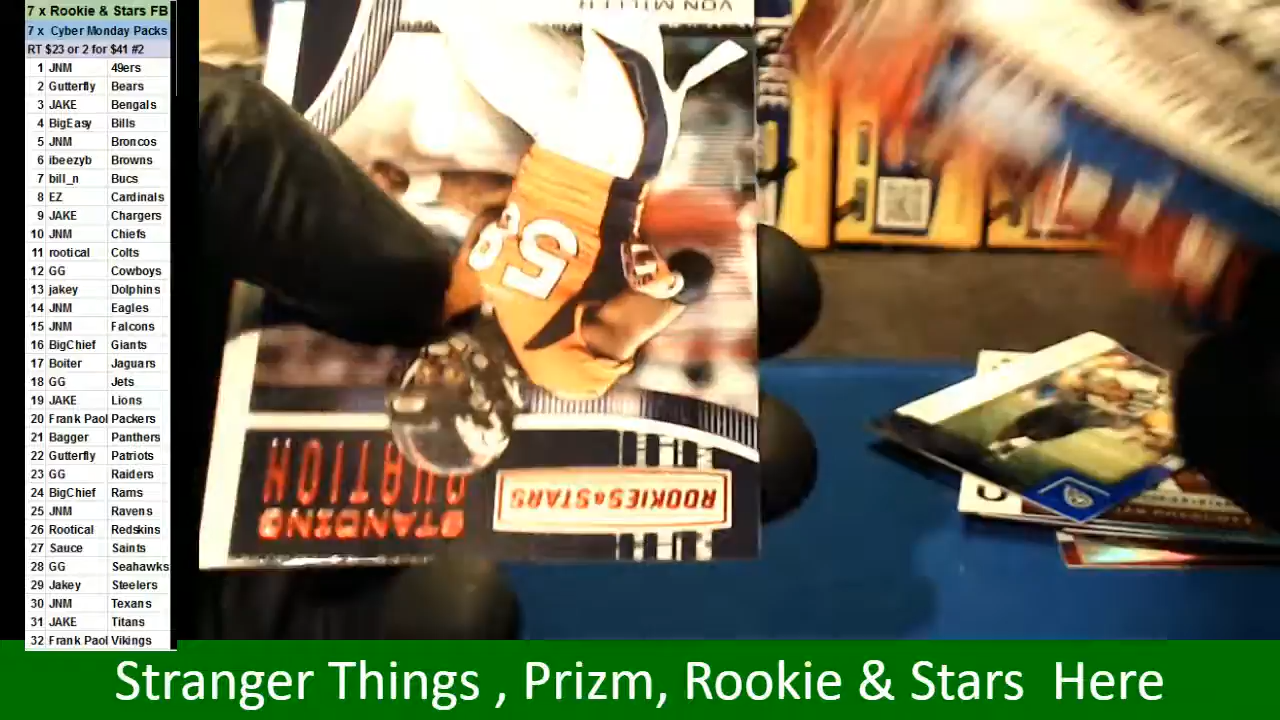 7 x Rookie & Stars FB
7 x Cyber Monday Packs
RT $23 or 2 for $41 #2
1 JNM 49ers
2 Gutterfly Bears
3 JAKE Bengals
4 BigEasy Bills
5 JNM Broncos
6 ibeezyb Browns
7 bill_n Bucs
8 EZ Cardinals
9 JAKE Chargers
10 JNM Chiefs
11 rootical Colts
12 GG Cowboys
13 jakey Dolphins
14 JNM Eagles
15 JNM Falcons
16 BigChief Giants
17 Boiter Jaguars
18 GG Jets
19 JAKE Lions
20 Frank Paol Packers
21 Bagger Panthers
22 Gutterfly Patriots
23 GG Raiders
24 BigChief Rams
25 JNM Ravens
26 Rootical Redskins
27 Sauce Saints
28 GG Seahawks
29 Jakey Steelers
30 JNM Texans
31 JAKE Titans
32 Frank Paol Vikings
VON MILLER
58
STANDING
ROOKIES & STARS
Stranger Things , Prizm, Rookie & Stars Here